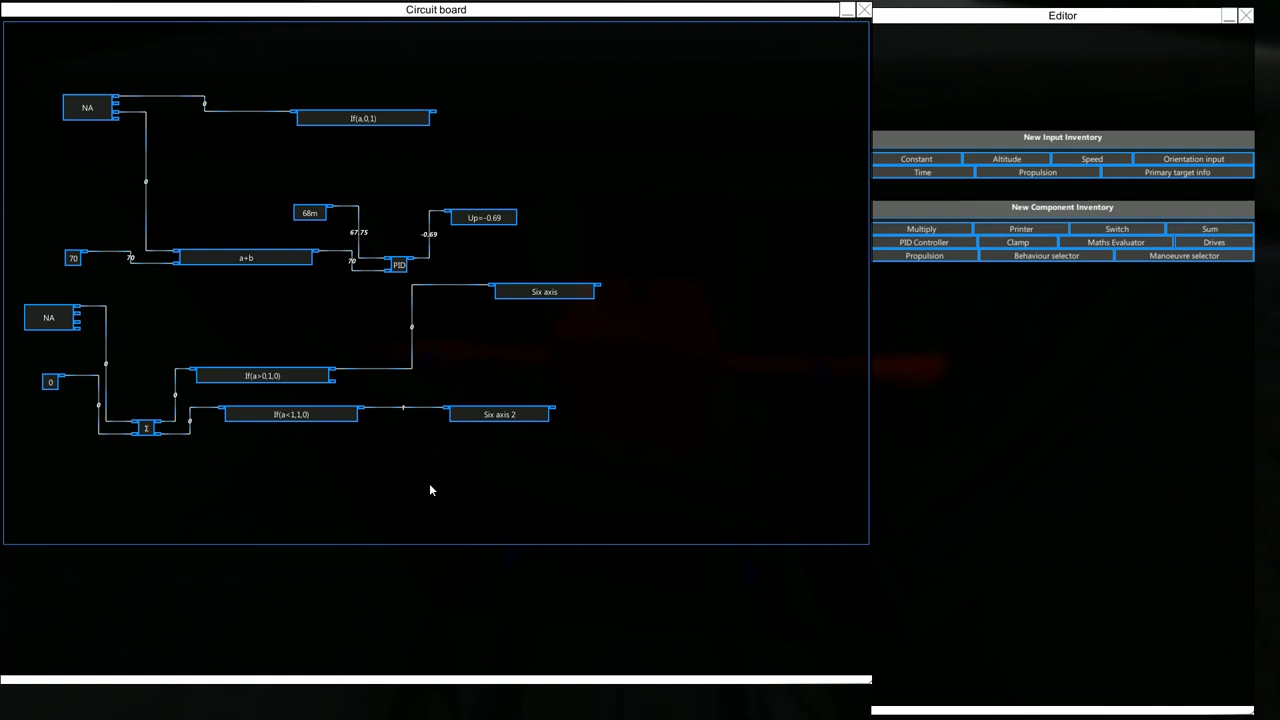 Circuit board
Editor
NA
0
If(a,0,1)
0
68m
67.75
-0.69
Up=-0.69
70
70
a+b
70
PID
Six axis
NA
0
0
0
If(a>0,1,0)
0
0
If(a<1,1,0)
1
Six axis 2
Σ
0
New Input Inventory
Constant Altitude Speed Orientation input
Time Propulsion Primary target info
New Component Inventory
Multiply Printer Switch Sum
PID Controller Clamp Maths Evaluator Drives
Propulsion Behaviour selector Manoeuvre selector